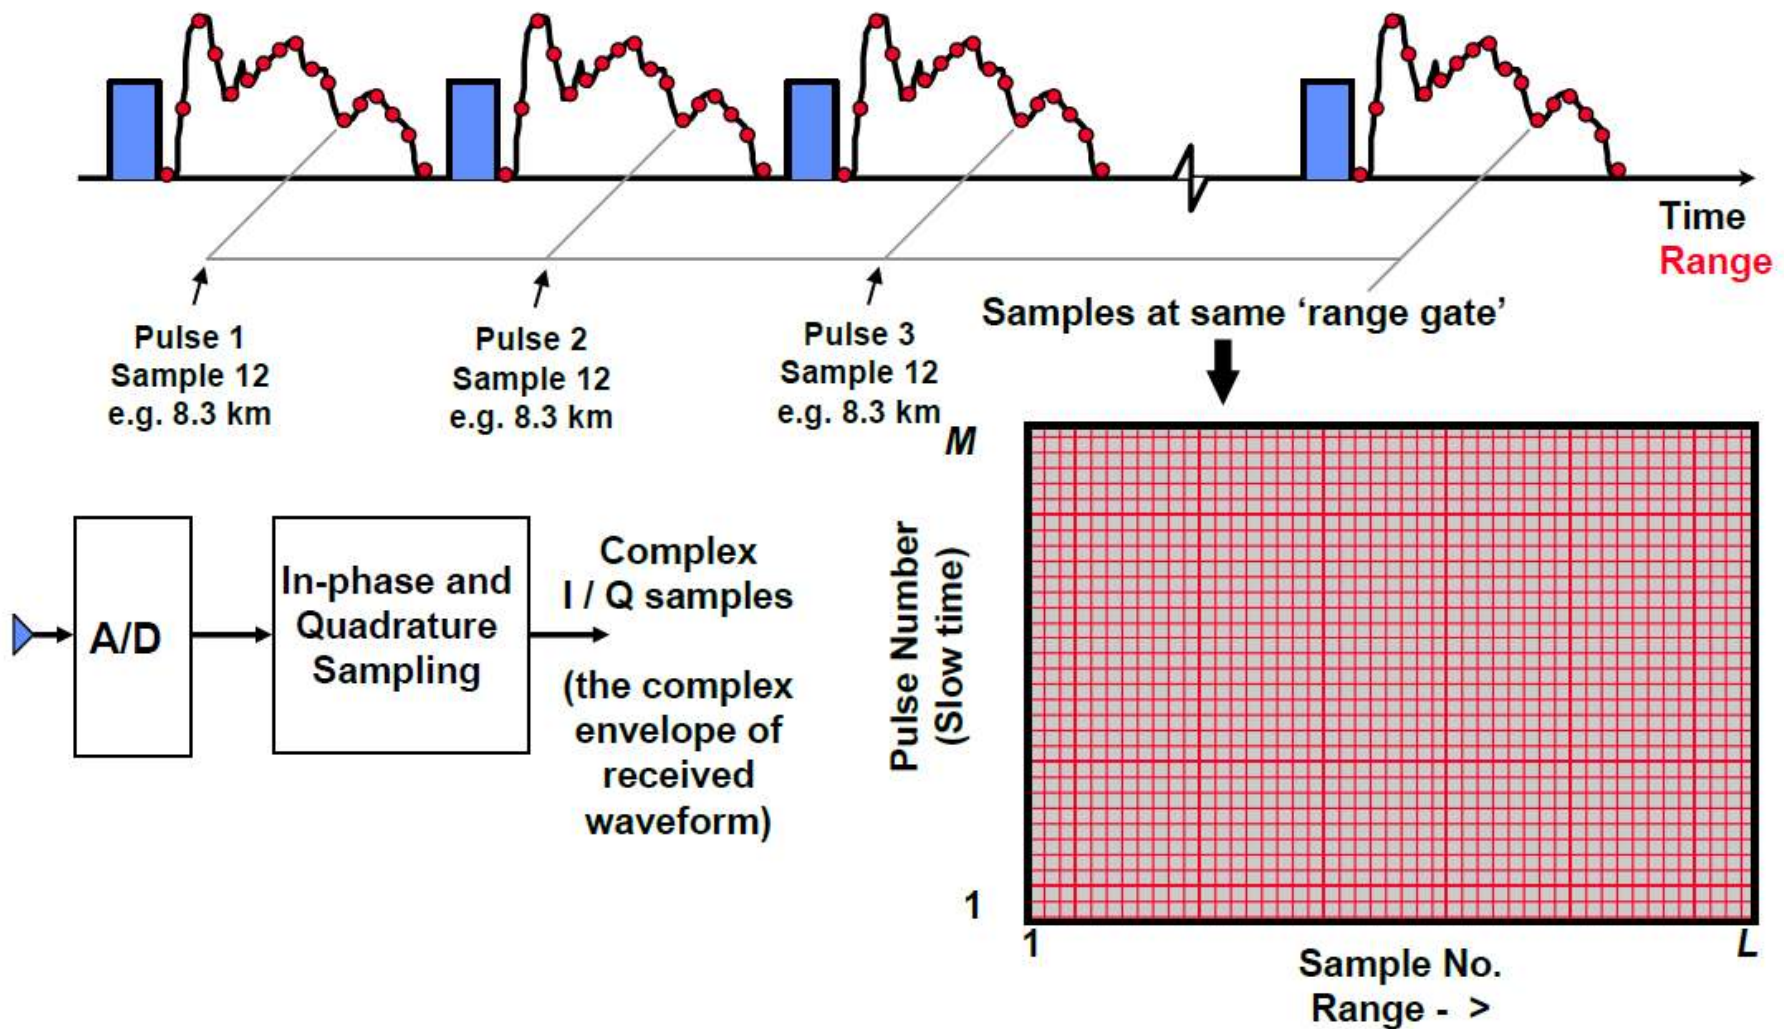 Time
Range
Pulse 1
Sample 12
e.g. 8.3 km
Pulse 2
Sample 12
e.g. 8.3 km
Pulse 3
Sample 12
e.g. 8.3 km
Samples at same ‘range gate’
A/D
In-phase and
Quadrature
Sampling
Complex
I / Q samples
(the complex
envelope of
received
waveform)
M
Pulse Number
(Slow time)
1
1
L
Sample No.
Range - >